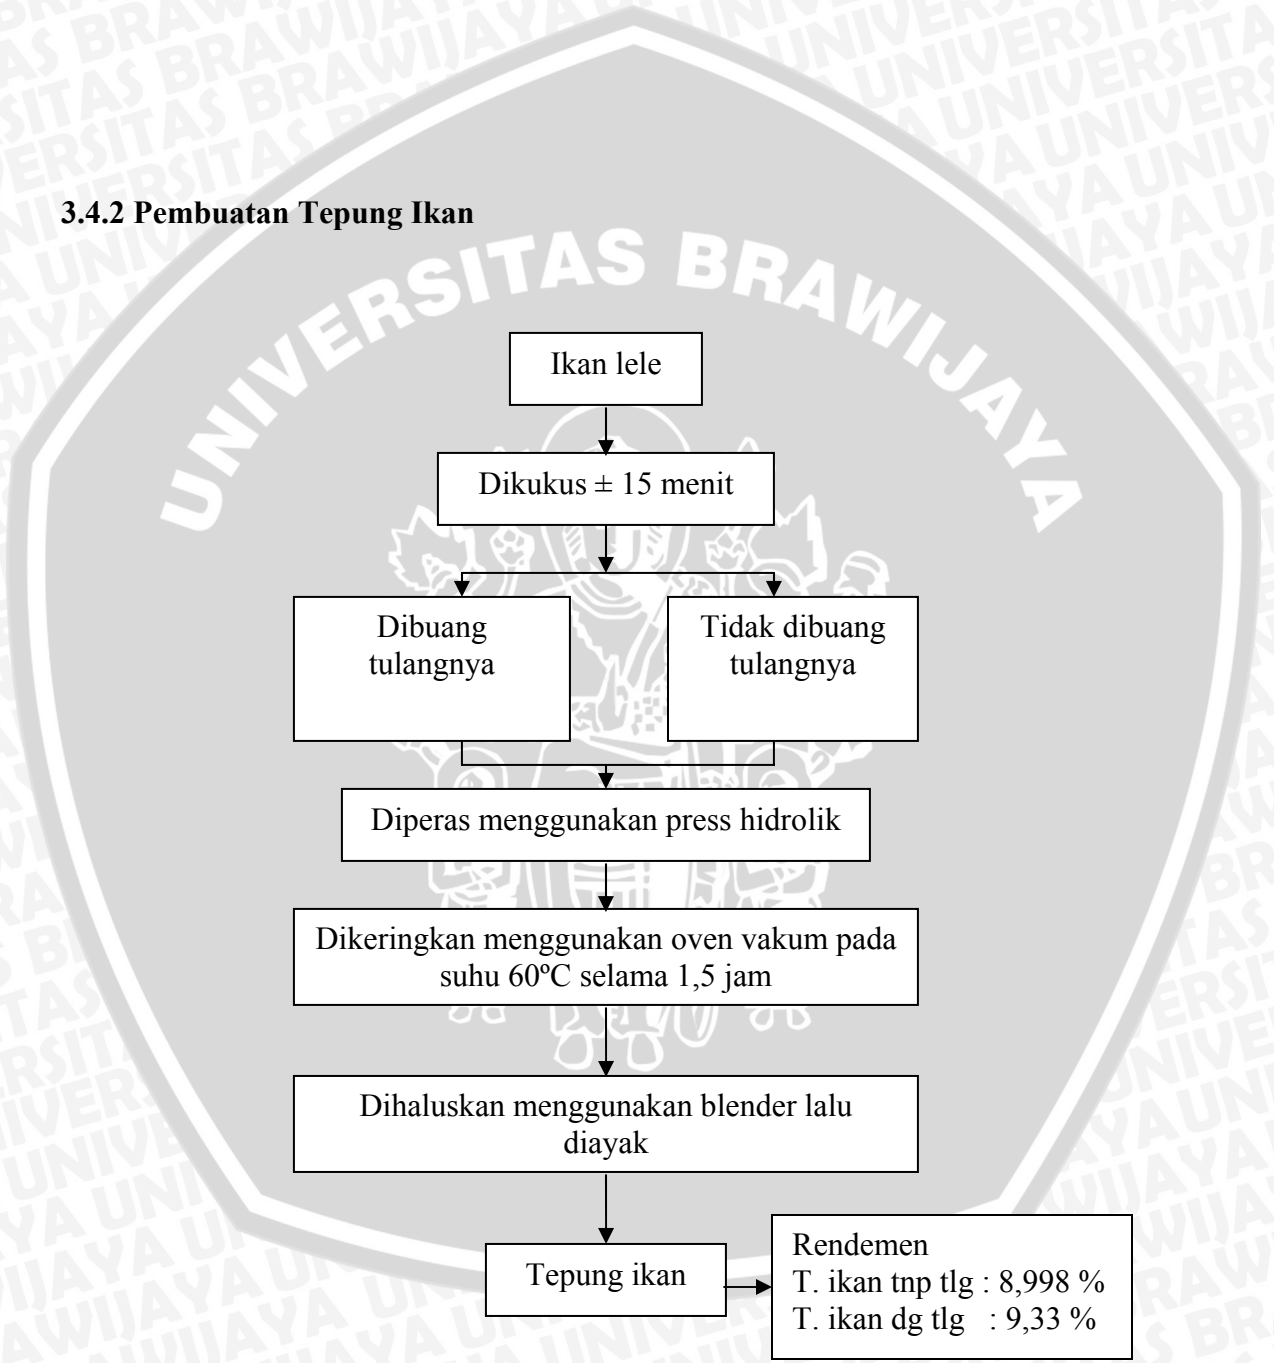 3.4.2 Pembuatan Tepung Ikan
UNIVERSITAS BRAWIJAYA
Ikan lele
Dikukus ± 15 menit
Dibuang
tulangnya
Tidak dibuang
tulangnya
Diperas menggunakan press hidrolik
Dikeringkan menggunakan oven vakum pada
suhu 60ºC selama 1,5 jam
Dihaluskan menggunakan blender lalu
diayak
Tepung ikan
Rendemen
T. ikan tnp tlg : 8,998 %
T. ikan dg tlg : 9,33 %